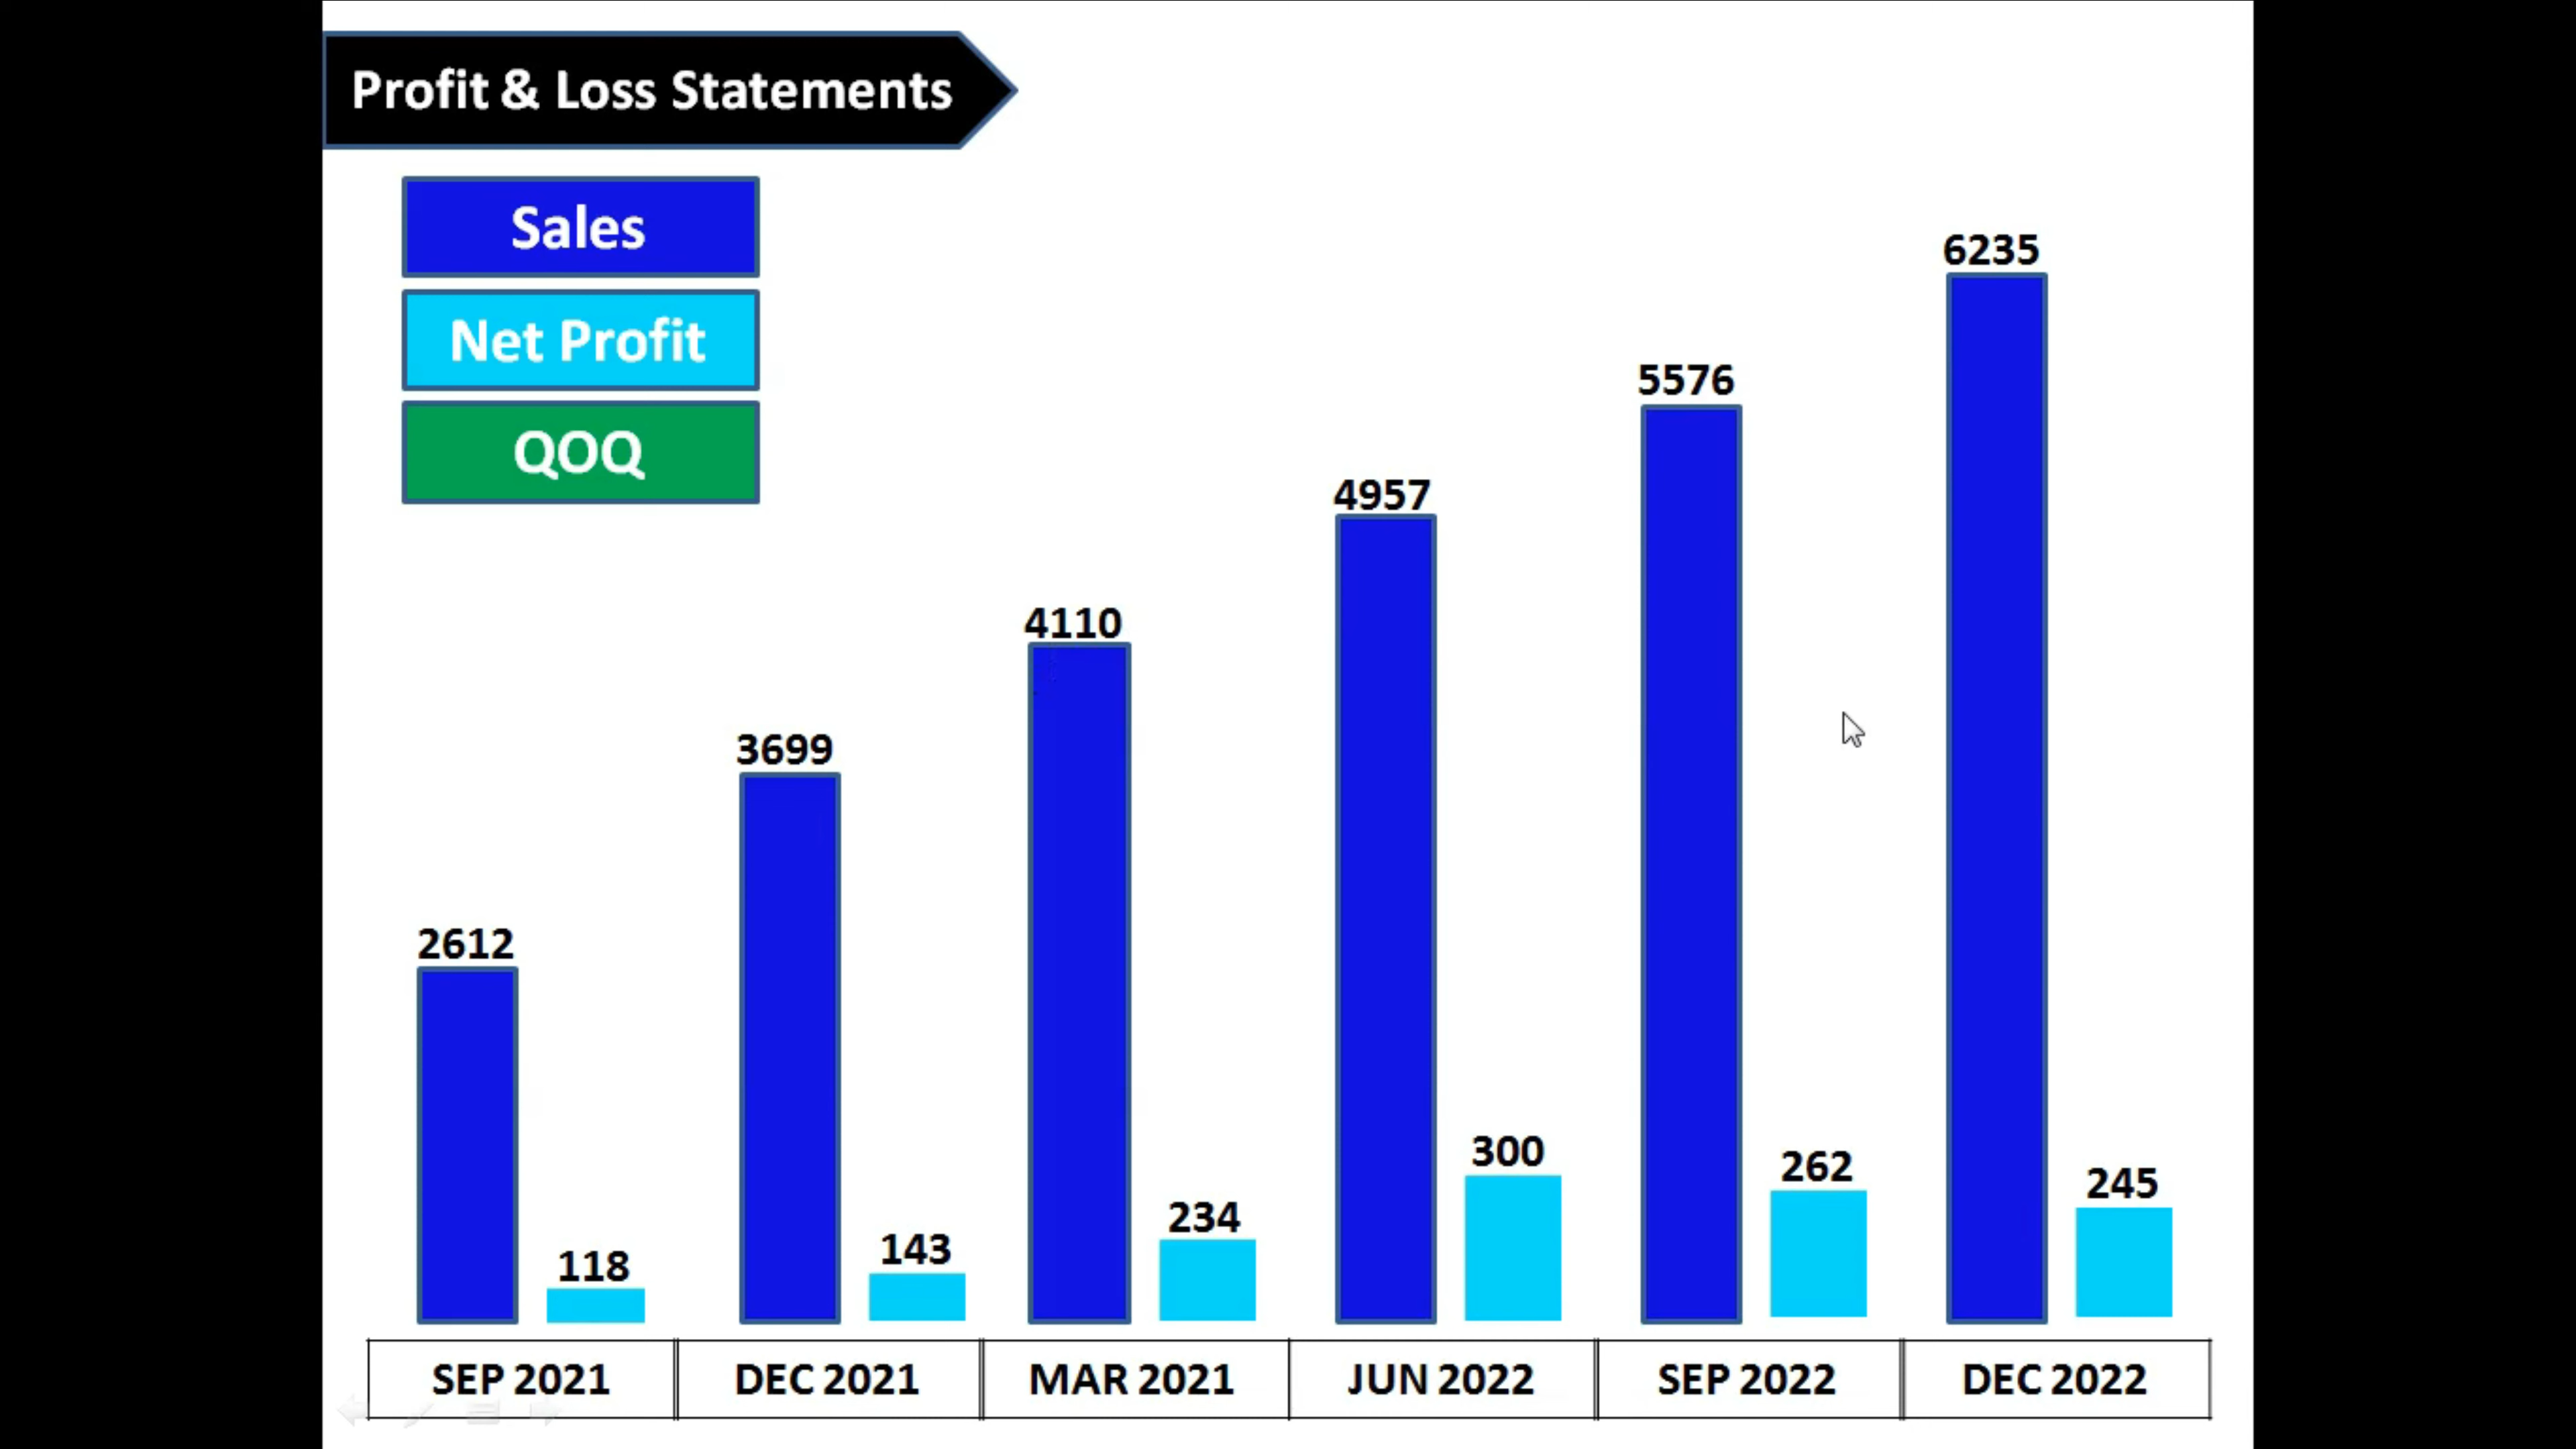 Profit & Loss Statements
Sales
Net Profit
QOQ
6235
5576
4957
4110
3699
2612
300
262
245
234
143
118
SEP 2021
DEC 2021
MAR 2021
JUN 2022
SEP 2022
DEC 2022